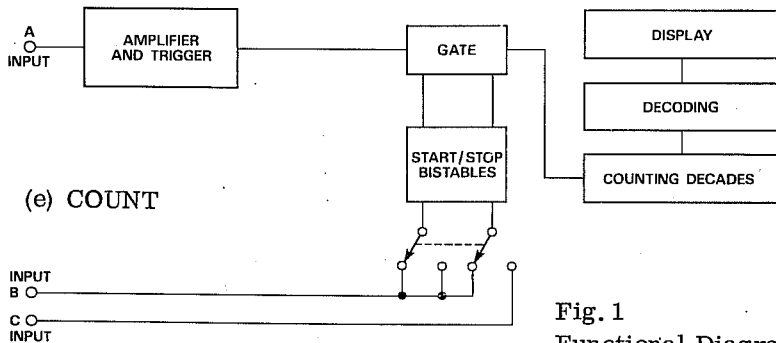 A
INPUT
AMPLIFIER
AND TRIGGER
GATE
DISPLAY
DECODING
COUNTING DECADES
START/STOP
BISTABLES
(e) COUNT
INPUT
B
C
INPUT
Fig. 1
Functional Diagra